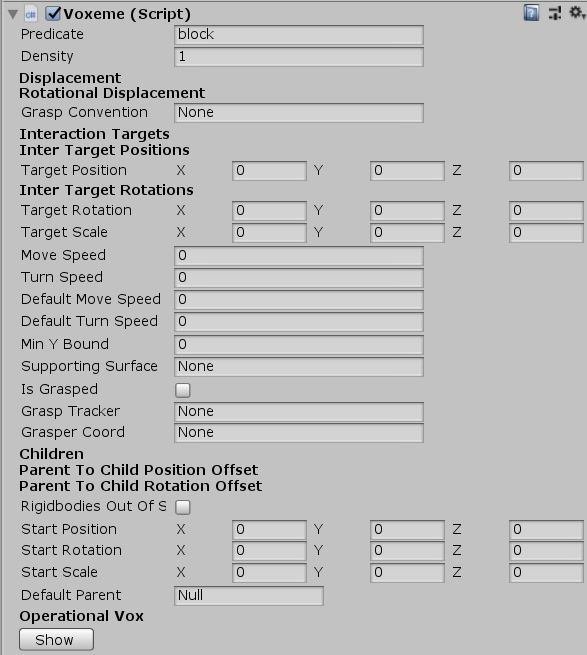 Voxeme (Script)
Predicate block
Density 1
Displacement
Rotational Displacement
Grasp Convention None
Interaction Targets
Inter Target Positions
Target Position X 0 Y 0 Z 0
Inter Target Rotations
Target Rotation X 0 Y 0 Z 0
Target Scale X 0 Y 0 Z 0
Move Speed 0
Turn Speed 0
Default Move Speed 0
Default Turn Speed 0
Min Y Bound 0
Supporting Surface None
Is Grasped
Grasp Tracker None
Grasper Coord None
Children
Parent To Child Position Offset
Parent To Child Rotation Offset
Rigidbodies Out Of S
Start Position X 0 Y 0 Z 0
Start Rotation X 0 Y 0 Z 0
Start Scale X 0 Y 0 Z 0
Default Parent Null
Operational Vox
Show